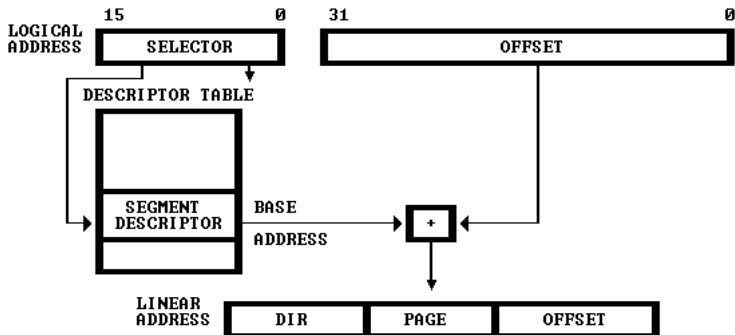 15 0 31 0
LOGICAL
ADDRESS
SELECTOR OFFSET
DESCRIPTOR TABLE
SEGMENT
DESCRIPTOR
BASE
ADDRESS
+
LINEAR
ADDRESS
DIR PAGE OFFSET